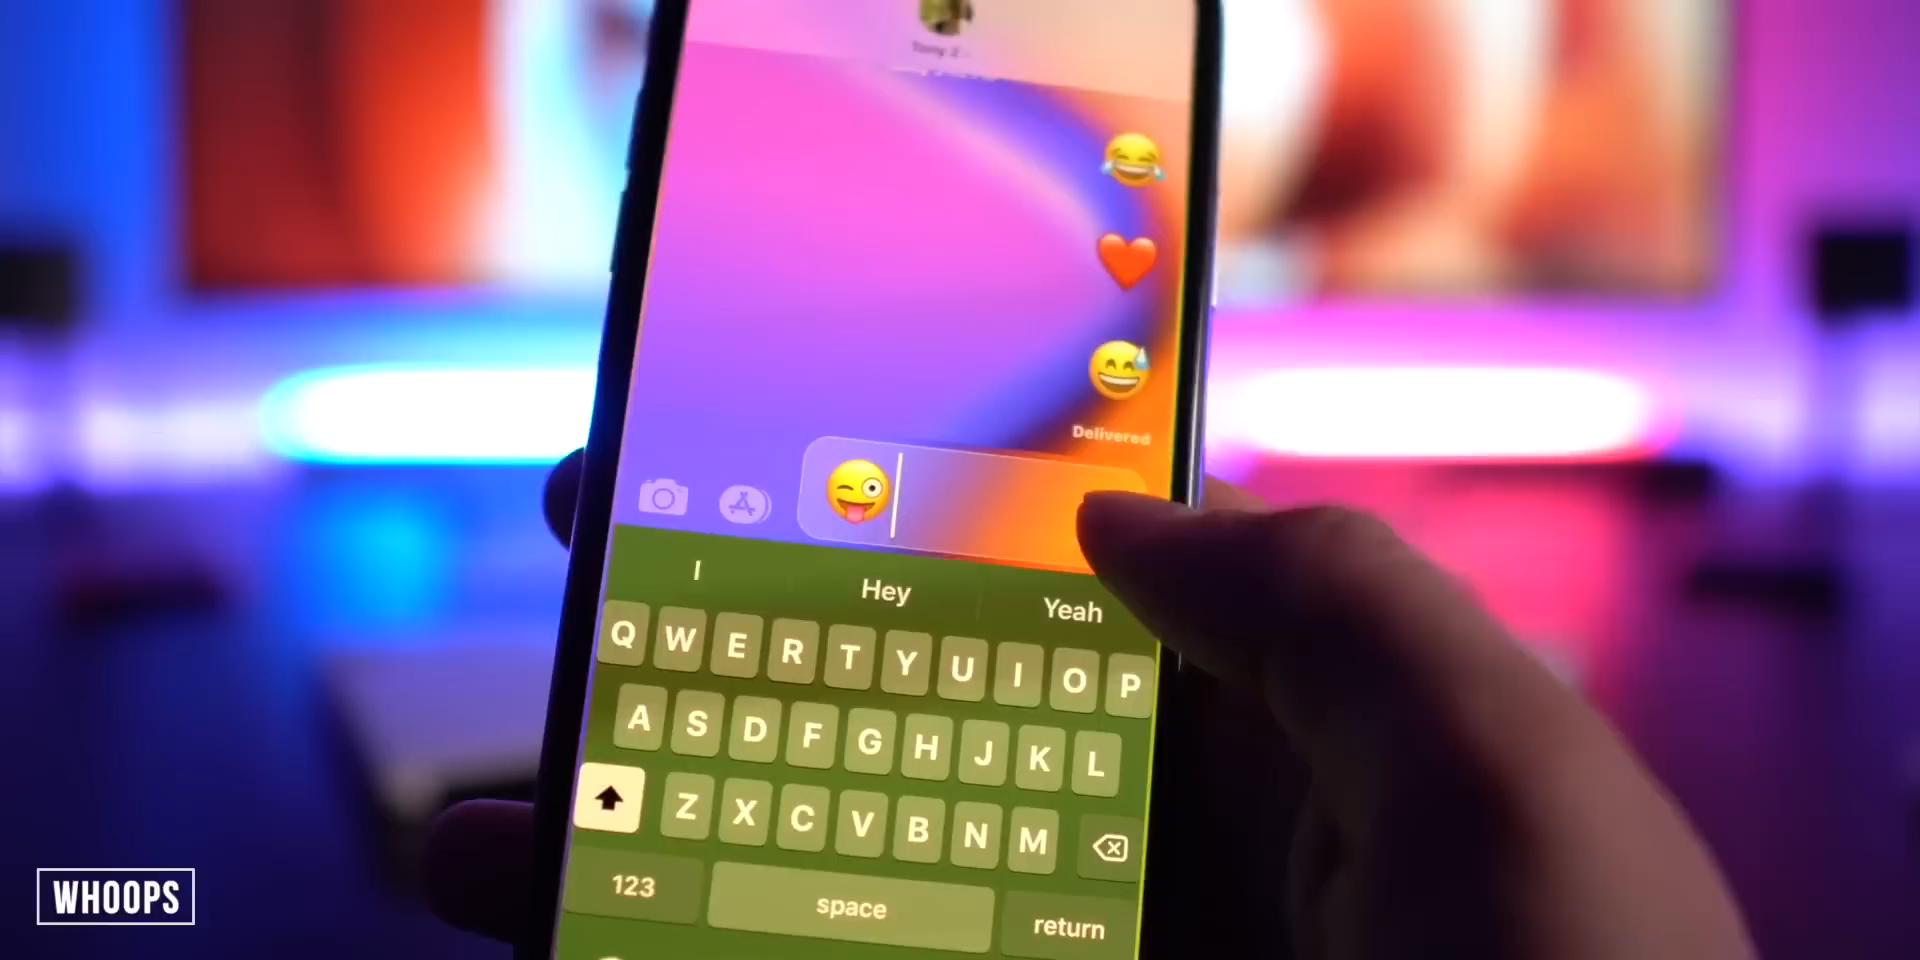 Delivered
I
Hey
Yeah
Q W E R T Y U I O P
A S D F G H J K L
Z X C V B N M
123
space
return
WHOOPS